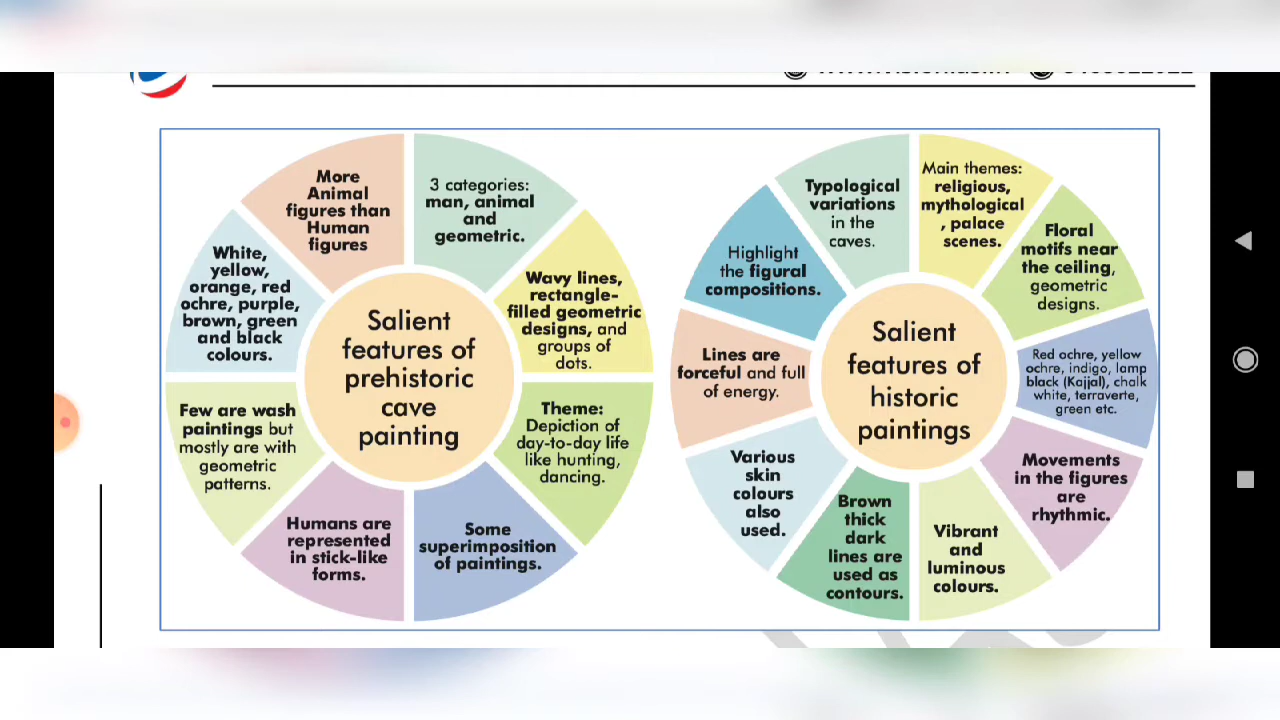 More
Animal
figures than
Human
figures
3 categories:
man, animal
and
geometric.
Wavy lines,
rectangle-
filled geometric
designs, and
groups of
dots.
Theme:
Depiction of
day-to-day life
like hunting,
dancing.
Some
superimposition
of paintings.
Humans are
represented
in stick-like
forms.
Few are wash
paintings but
mostly are with
geometric
patterns.
White,
yellow,
orange, red
ochre, purple,
brown, green
and black
colours.
Salient
features of
prehistoric
cave
painting
Typological
variations
in the
caves.
Main themes:
religious,
mythological
, palace
scenes.
Floral
motifs near
the ceiling,
geometric
designs.
Red ochre, yellow
ochre, indigo, lamp
black (Kajjal), chalk
white, terraverte,
green etc.
Movements
in the figures
are
rhythmic.
Vibrant
and
luminous
colours.
Brown
thick
dark
lines are
used as
contours.
Various
skin
colours
also
used.
Lines are
forceful and full
of energy.
Highlight
the figural
compositions.
Salient
features of
historic
paintings